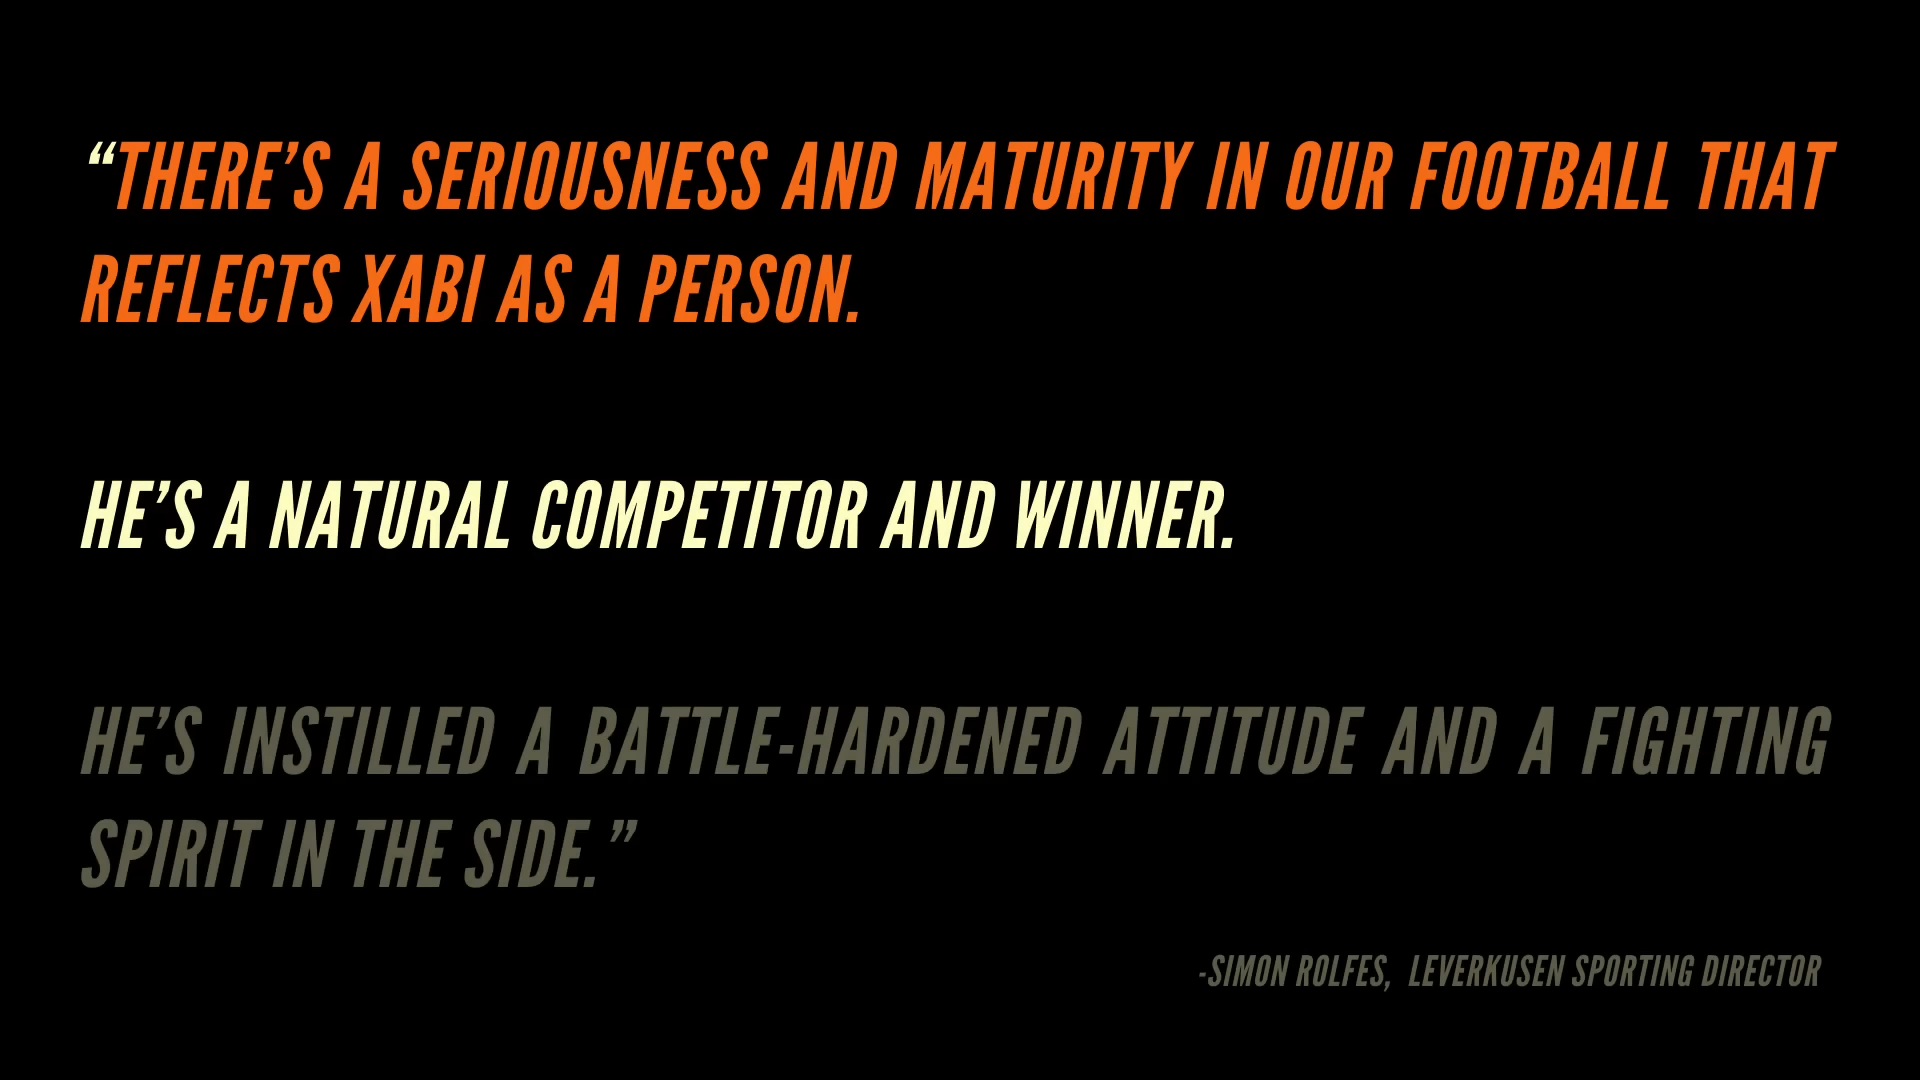 “THERE’S A SERIOUSNESS AND MATURITY IN OUR FOOTBALL THAT
REFLECTS XABI AS A PERSON.
HE’S A NATURAL COMPETITOR AND WINNER.
HE’S INSTILLED A BATTLE-HARDENED ATTITUDE AND A FIGHTING
SPIRIT IN THE SIDE.”
-SIMON ROLFES, LEVERKUSEN SPORTING DIRECTOR